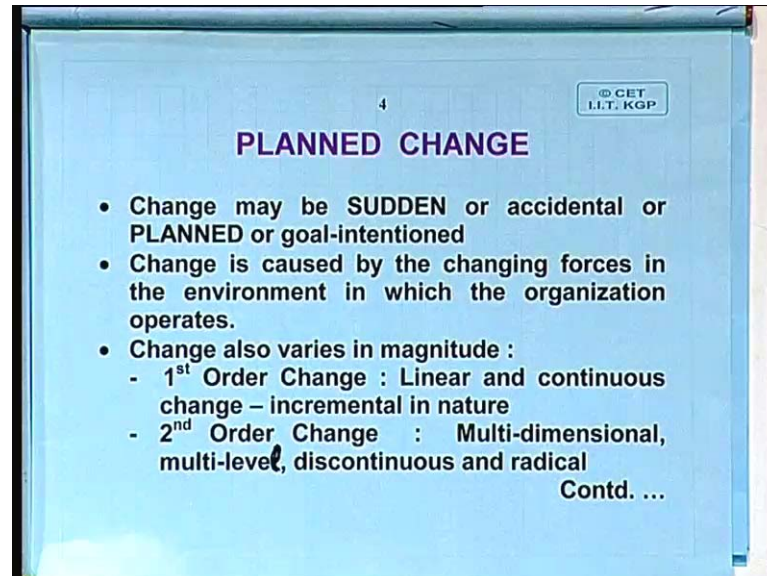 4
© CET
I.I.T. KGP
PLANNED CHANGE
• Change may be SUDDEN or accidental or
PLANNED or goal-intentioned
• Change is caused by the changing forces in
the environment in which the organization
operates.
• Change also varies in magnitude :
- 1st Order Change : Linear and continuous
change – incremental in nature
- 2nd Order Change : Multi-dimensional,
multi-level, discontinuous and radical
Contd. ...